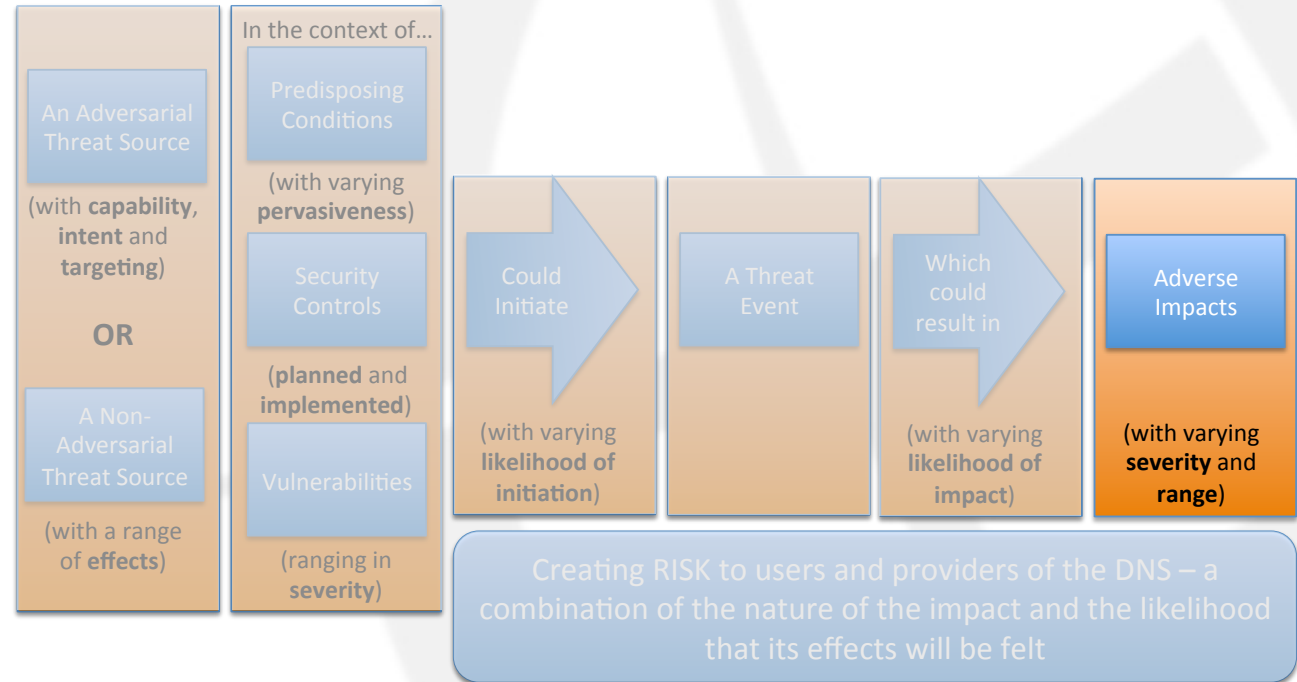 An Adversarial
Threat Source
(with capability,
intent and
targeting)
OR
A Non-
Adversarial
Threat Source
(with a range
of effects)
In the context of…
Predisposing
Conditions
(with varying
pervasiveness)
Security
Controls
(planned and
implemented)
Vulnerabilities
(ranging in
severity)
Could
Initiate
(with varying
likelihood of
initiation)
A Threat
Event
Which
could
result in
(with varying
likelihood of
impact)
Adverse
Impacts
(with varying
severity and
range)
Creating RISK to users and providers of the DNS – a
combination of the nature of the impact and the likelihood
that its effects will be felt